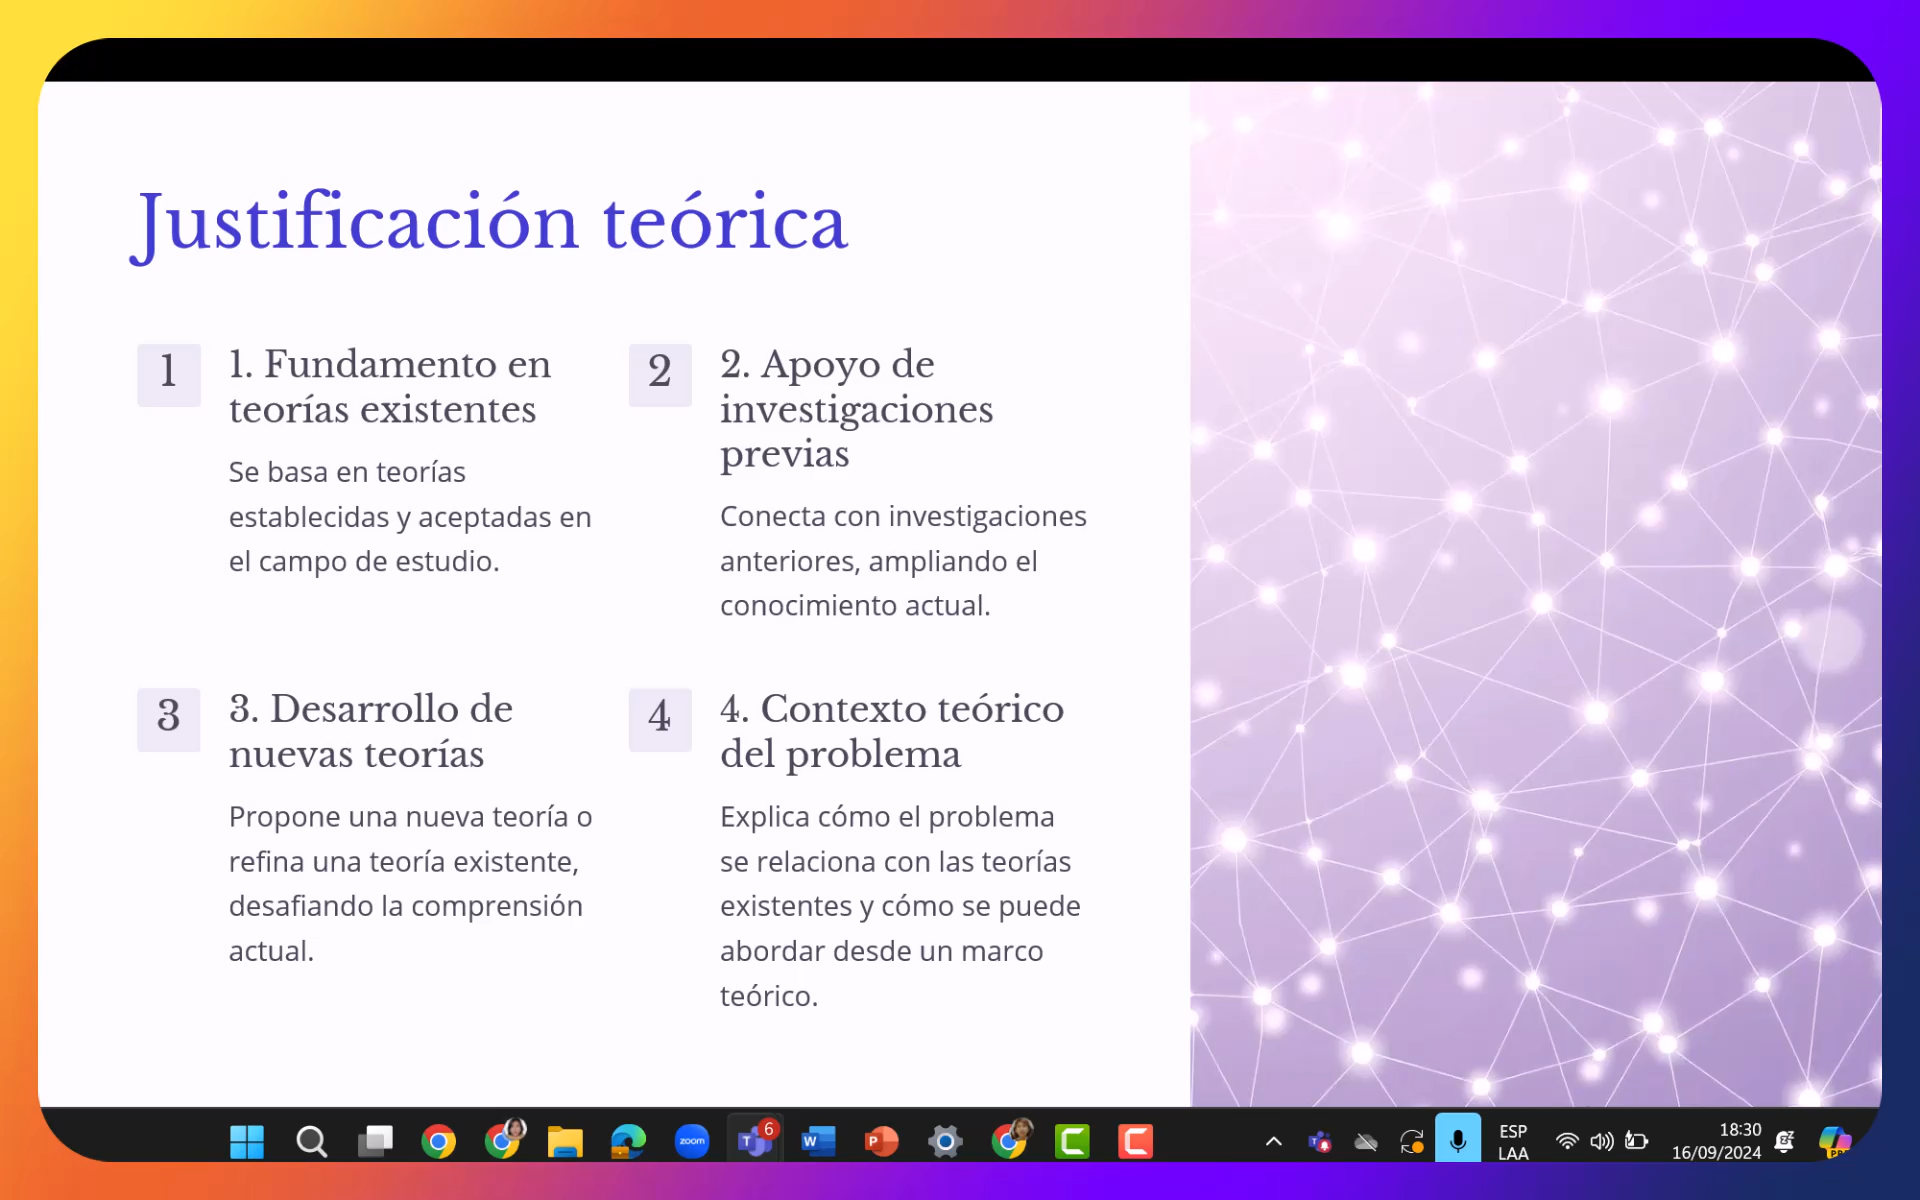 Justificación teórica
1
1. Fundamento en
teorías existentes
Se basa en teorías
establecidas y aceptadas en
el campo de estudio.
2
2. Apoyo de
investigaciones
previas
Conecta con investigaciones
anteriores, ampliando el
conocimiento actual.
3
3. Desarrollo de
nuevas teorías
Propone una nueva teoría o
refina una teoría existente,
desafiando la comprensión
actual.
4
4. Contexto teórico
del problema
Explica cómo el problema
se relaciona con las teorías
existentes y cómo se puede
abordar desde un marco
teórico.
zoom
T
6
W
P
ESP
LAA
18:30
16/09/2024